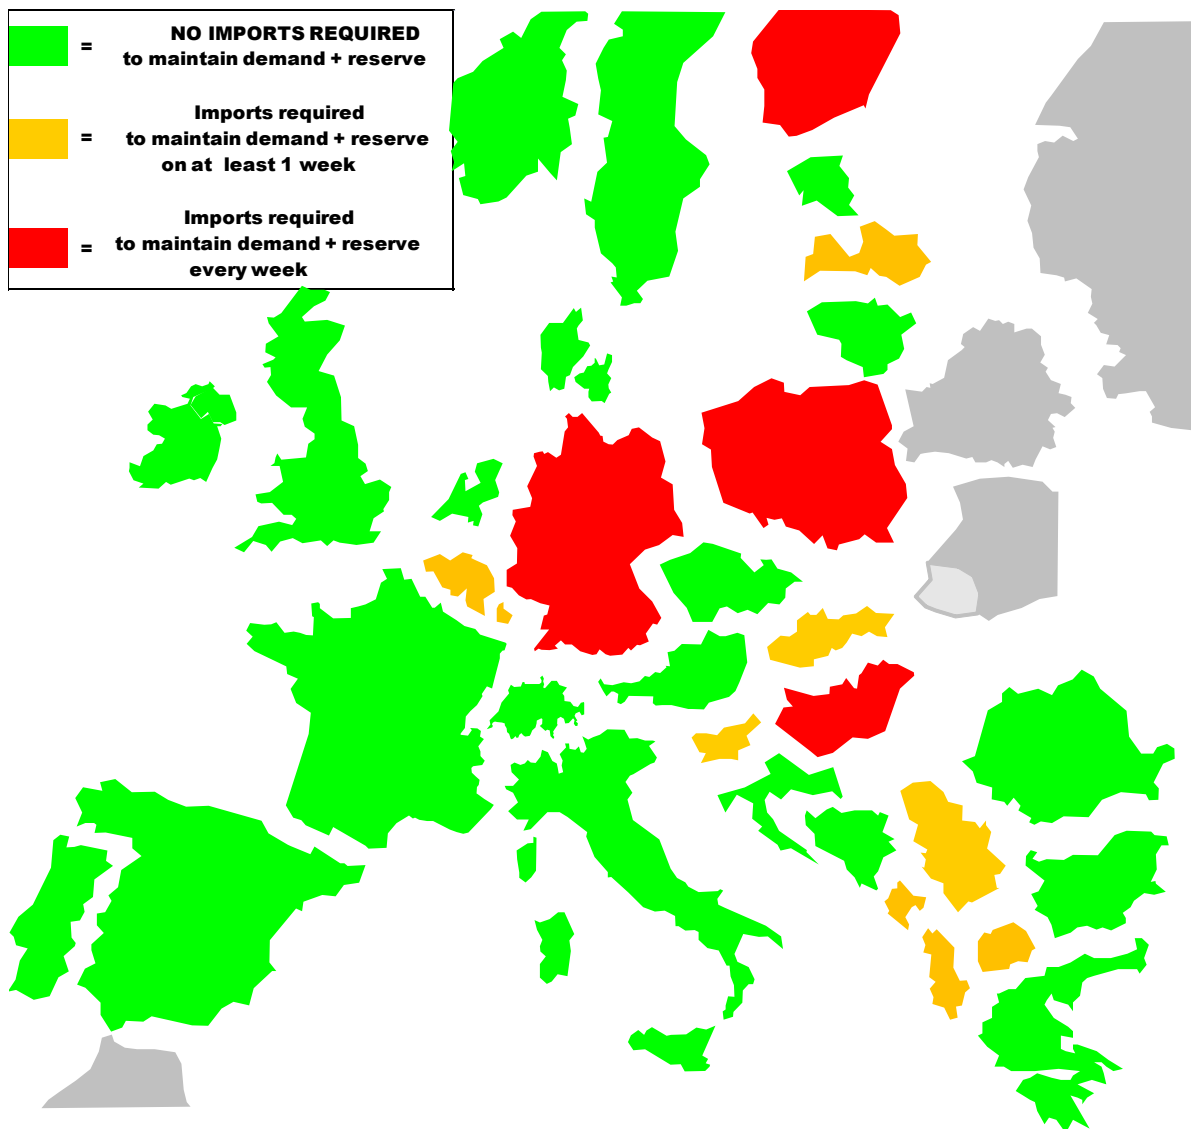 = NO IMPORTS REQUIRED
to maintain demand + reserve
Imports required
= to maintain demand + reserve
on at least 1 week
Imports required
= to maintain demand + reserve
every week